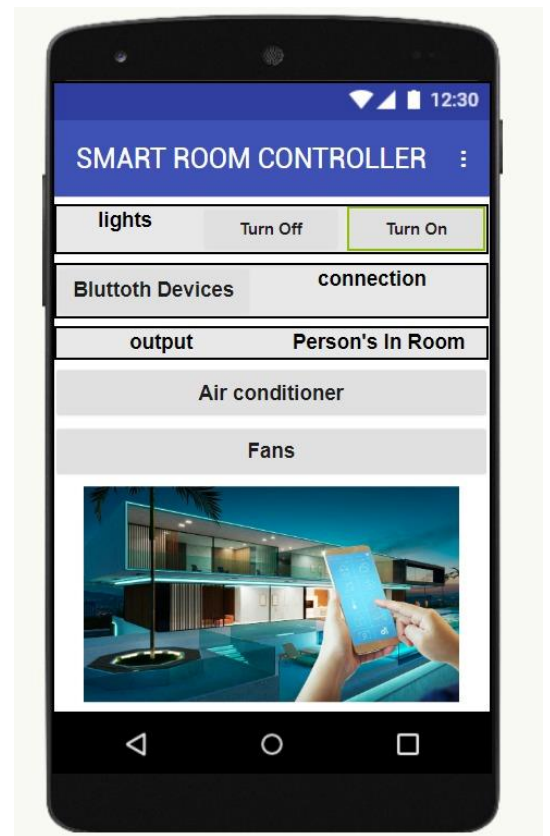 12:30
SMART ROOM CONTROLLER
lights Turn Off Turn On
Bluttoth Devices connection
output Person's In Room
Air conditioner
Fans